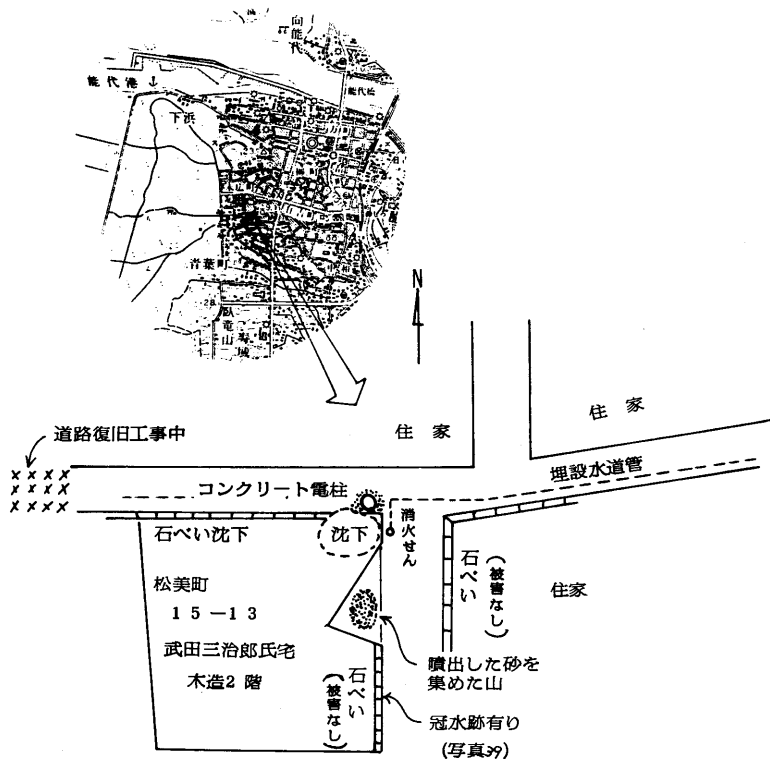 向能代
能代港
下浜
青葉町
臥竜山
N
住家
住家
道路復旧工事中
埋設水道管
コンクリート電柱
消火せん
石べい沈下
沈下
石べい
(被害なし)
住家
松美町
15-13
武田三治郎氏宅
木造2階
噴出した砂を
集めた山
石べい
(被害なし)
冠水跡有り
(写真39)